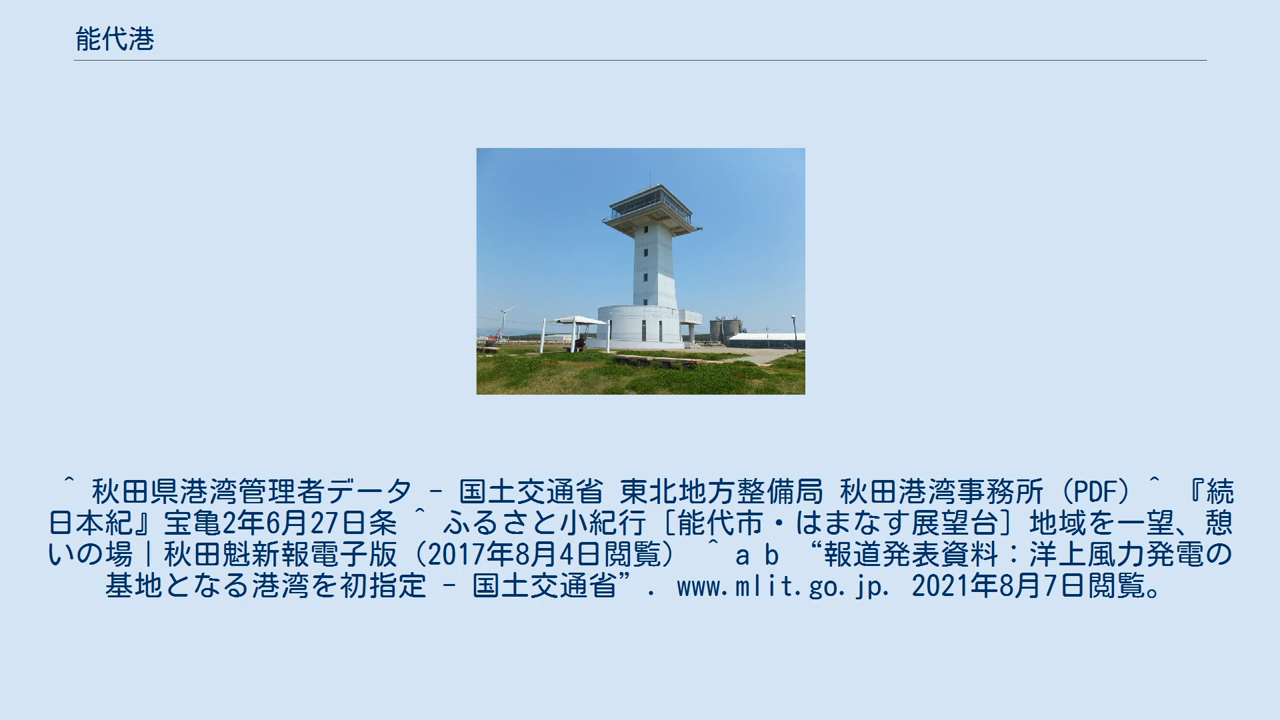 能代港
^ 秋田県港湾管理者データ - 国土交通省 東北地方整備局 秋田港湾事務所（PDF）^ 『続
日本紀』宝亀2年6月27日条 ^ ふるさと小紀行［能代市・はまなす展望台］地域を一望、憩
いの場｜秋田魁新報電子版（2017年8月4日閲覧） ^ a b “報道発表資料：洋上風力発電の
基地となる港湾を初指定 - 国土交通省”. www.mlit.go.jp. 2021年8月7日閲覧。